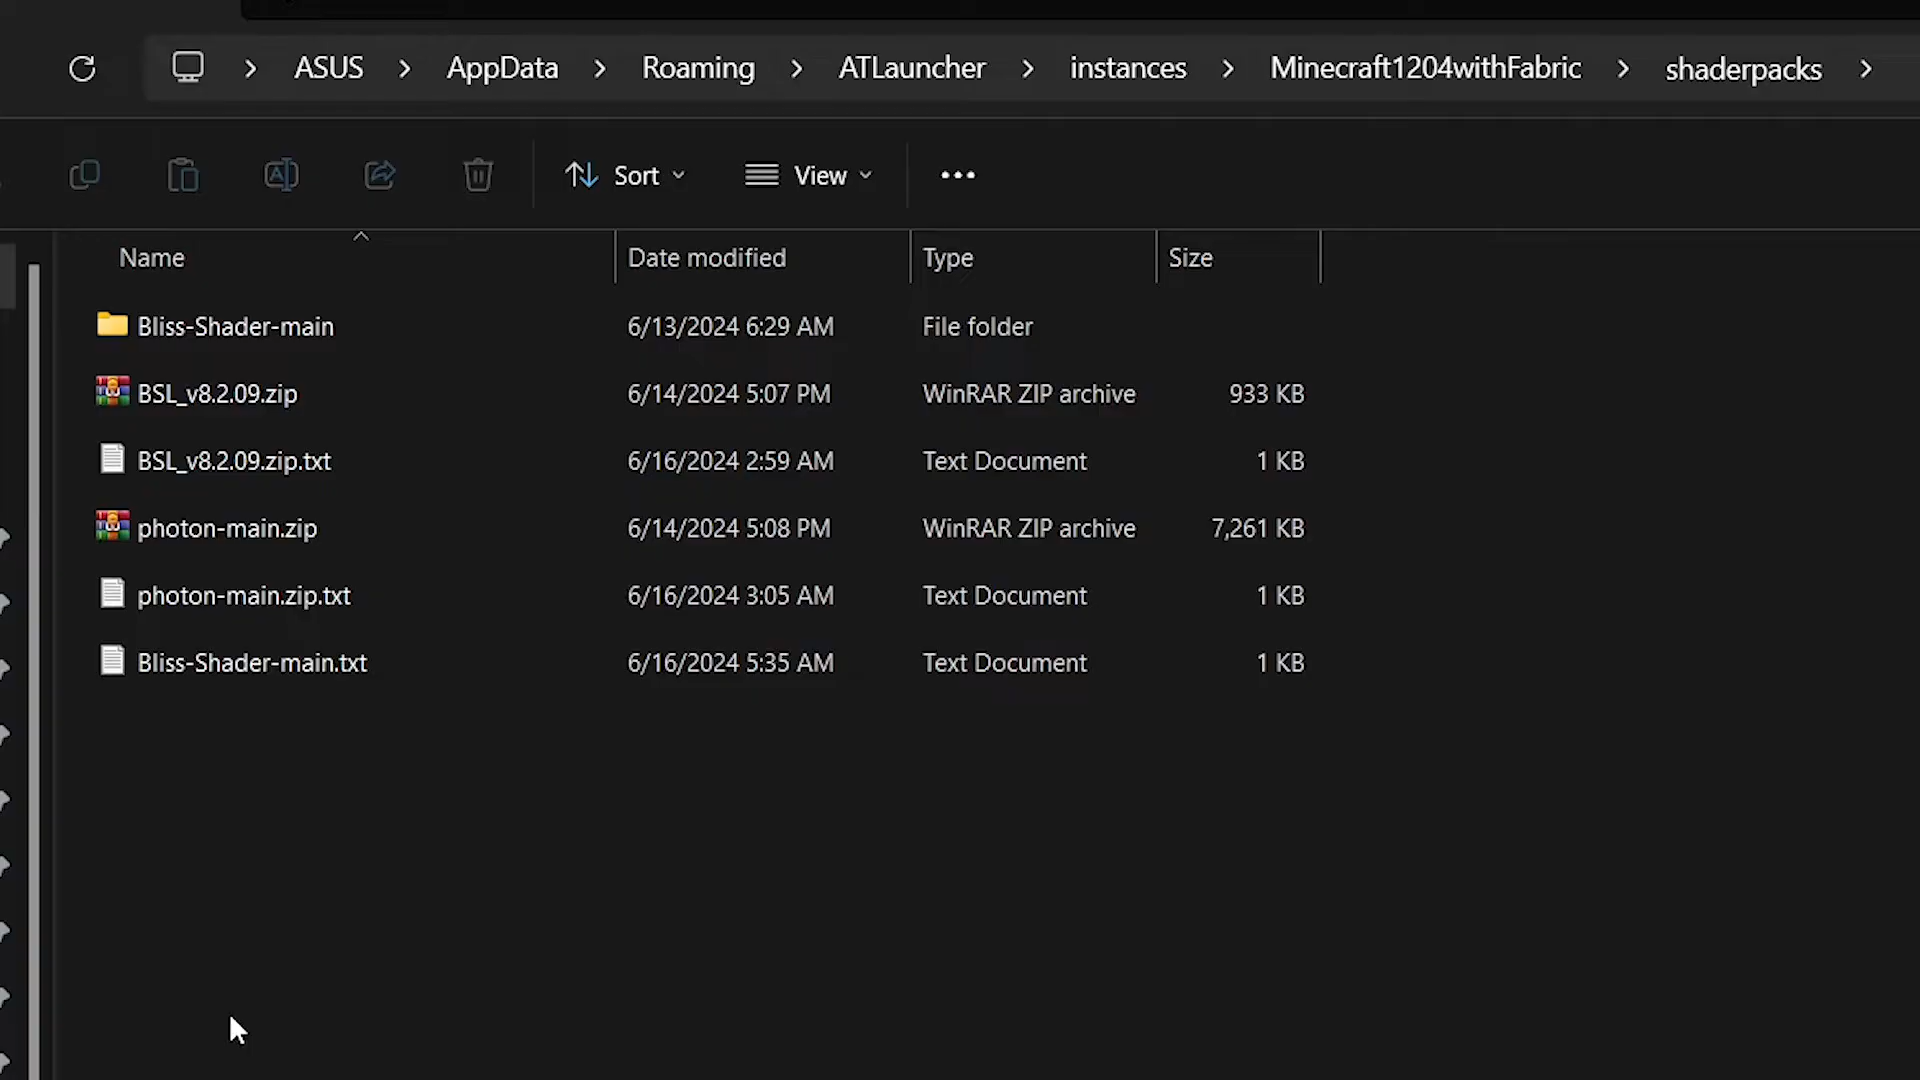 ASUS > AppData > Roaming > ATLauncher > instances > Minecraft1204withFabric > shaderpacks >
Sort View
Name Date modified Type Size
Bliss-Shader-main 6/13/2024 6:29 AM File folder
BSL_v8.2.09.zip 6/14/2024 5:07 PM WinRAR ZIP archive 933 KB
BSL_v8.2.09.zip.txt 6/16/2024 2:59 AM Text Document 1 KB
photon-main.zip 6/14/2024 5:08 PM WinRAR ZIP archive 7,261 KB
photon-main.zip.txt 6/16/2024 3:05 AM Text Document 1 KB
Bliss-Shader-main.txt 6/16/2024 5:35 AM Text Document 1 KB